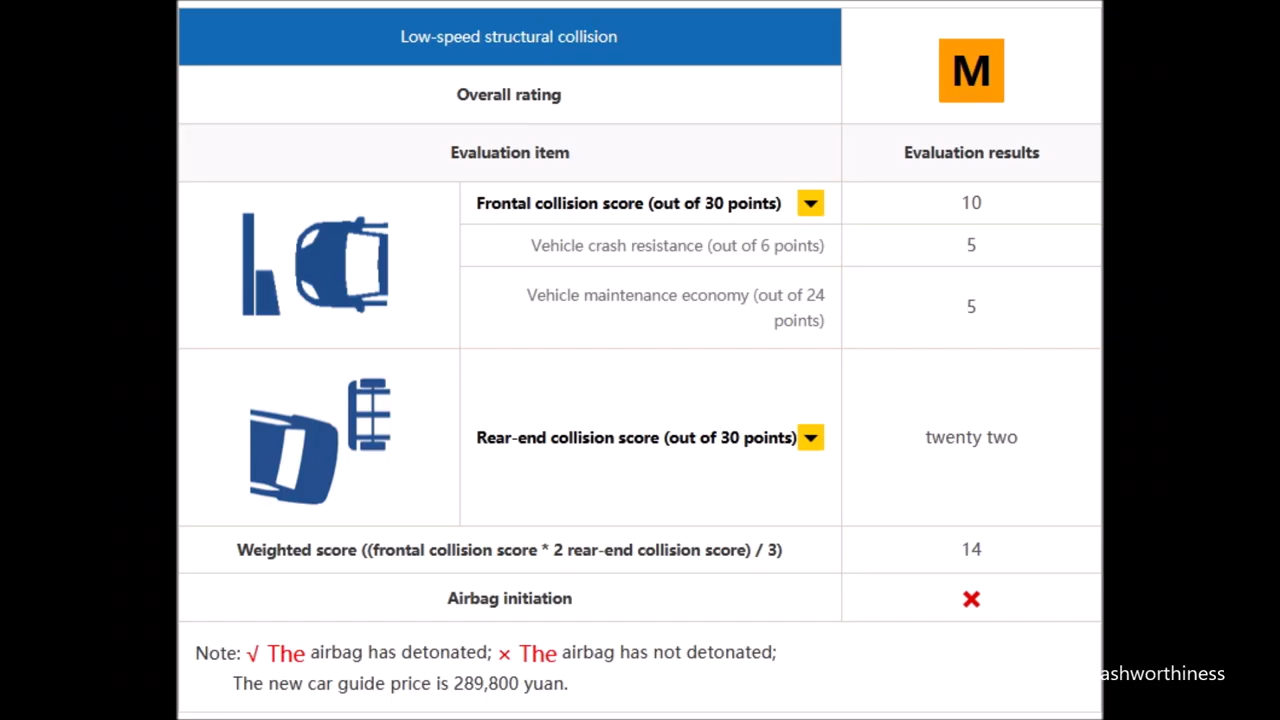 Low-speed structural collision
M
Overall rating
Evaluation item
Evaluation results
Frontal collision score (out of 30 points)
10
Vehicle crash resistance (out of 6 points)
5
Vehicle maintenance economy (out of 24
points)
5
Rear-end collision score (out of 30 points)
twenty two
Weighted score ((frontal collision score * 2 rear-end collision score) / 3)
14
Airbag initiation
Note: √ The airbag has detonated; × The airbag has not detonated;
The new car guide price is 289,800 yuan.
ashworthiness